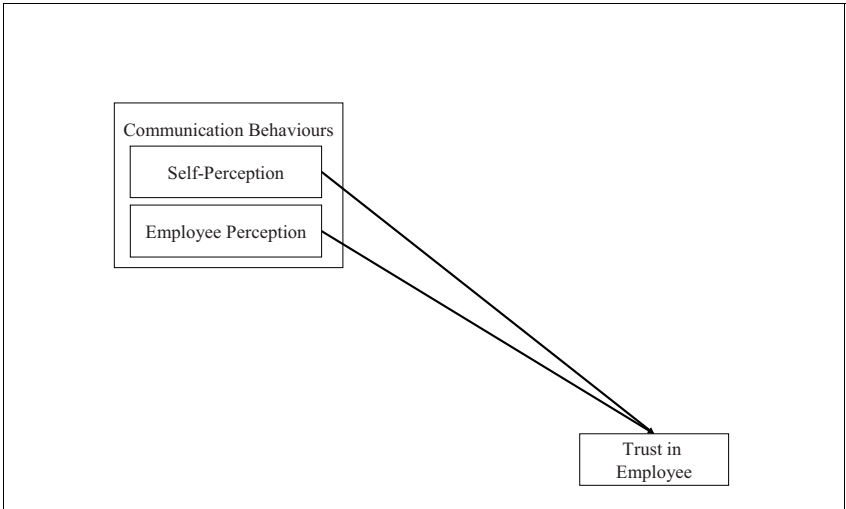 Communication Behaviours
Self-Perception
Employee Perception
Trust in
Employee